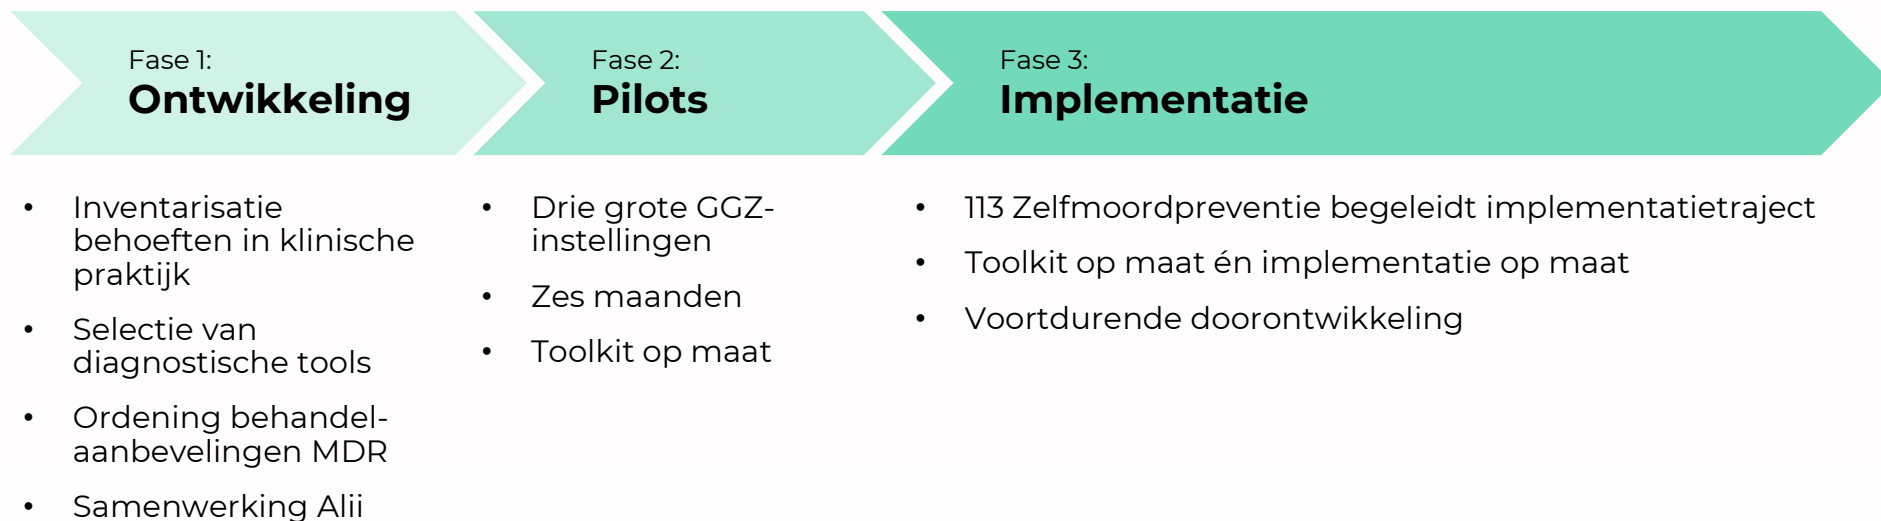 Fase 1:
Ontwikkeling
• Inventarisatie
behoeften in klinische
praktijk
• Selectie van
diagnostische tools
• Ordening behandel-
aanbevelingen MDR
• Samenwerking Alii
Fase 2:
Pilots
• Drie grote GGZ-
instellingen
• Zes maanden
• Toolkit op maat
Fase 3:
Implementatie
• 113 Zelfmoordpreventie begeleidt implementatietraject
• Toolkit op maat én implementatie op maat
• Voortdurende doorontwikkeling